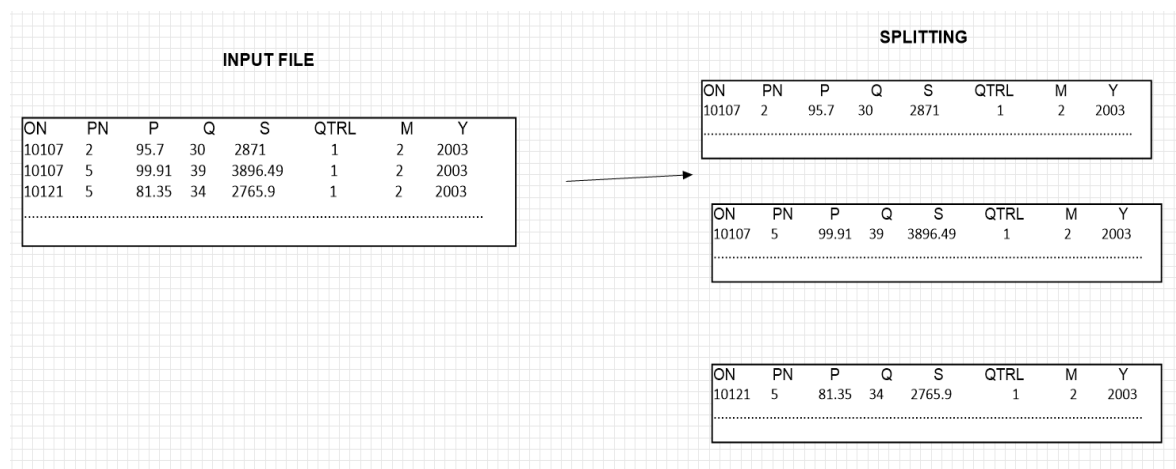 INPUT FILE
ON PN P Q S QTRL M Y
10107 2 95.7 30 2871 1 2 2003
10107 5 99.91 39 3896.49 1 2 2003
10121 5 81.35 34 2765.9 1 2 2003
SPLITTING
ON PN P Q S QTRL M Y
10107 2 95.7 30 2871 1 2 2003
ON PN P Q S QTRL M Y
10107 5 99.91 39 3896.49 1 2 2003
ON PN P Q S QTRL M Y
10121 5 81.35 34 2765.9 1 2 2003